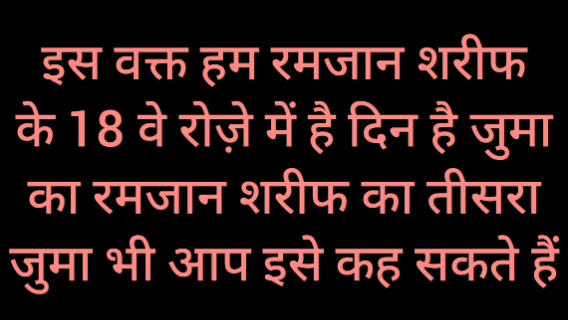 इस वक्त हम रमजान शरीफ
के 18 वे रोज़े में है दिन है जुमा
का रमजान शरीफ का तीसरा
जुमा भी आप इसे कह सकते हैं